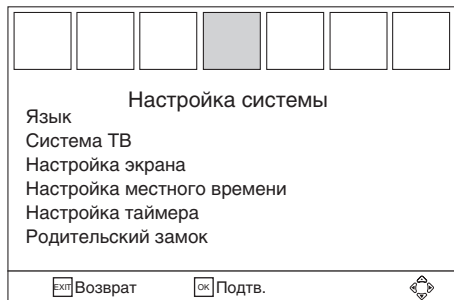 Настройка системы
Язык
Система ТВ
Настройка экрана
Настройка местного времени
Настройка таймера
Родительский замок
EXIT Возврат OK Подтв.